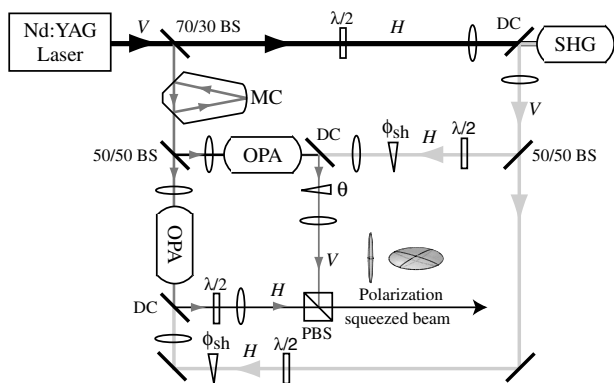 Nd:YAG
Laser
V
70/30 BS
λ/2
H
DC
SHG
MC
V
50/50 BS
OPA
DC
ϕsh
H
λ/2
50/50 BS
θ
OPA
V
λ/2
DC
H
PBS
Polarization
squeezed beam
ϕsh
H
λ/2